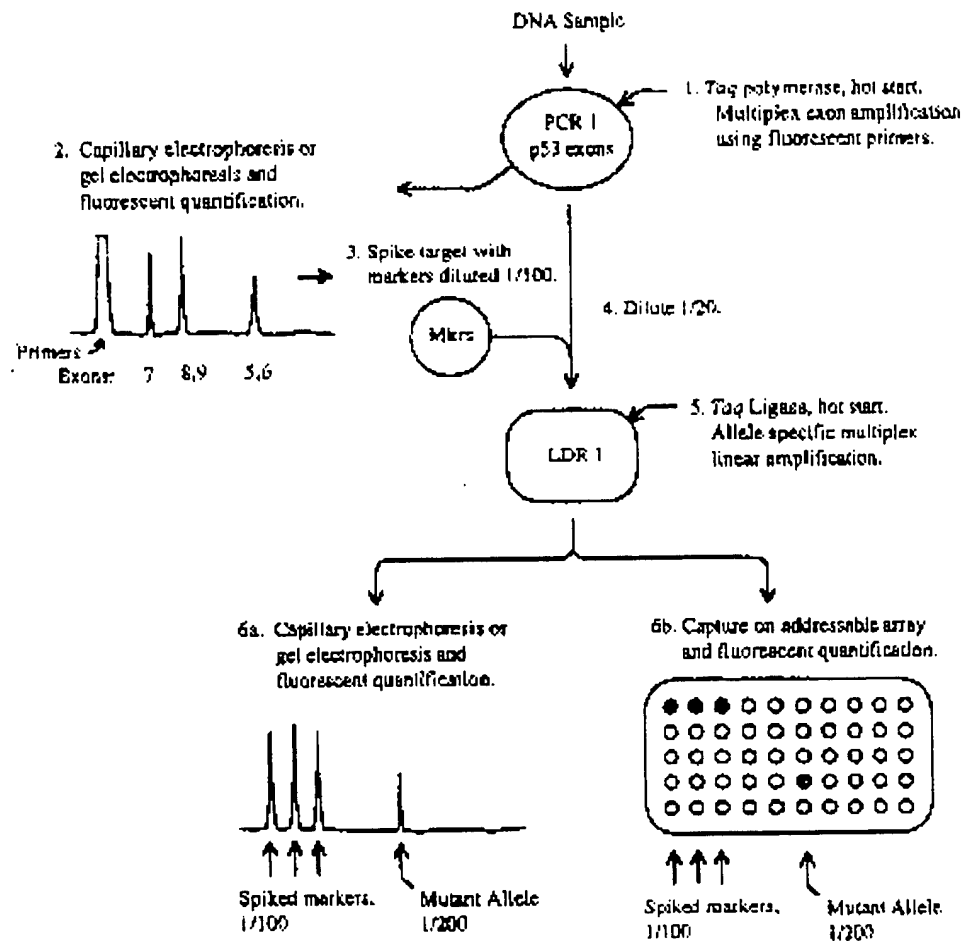 DNA Sample
PCR 1
p53 exons
1. Taq polymerase, hot start.
Multiplex exon amplification
using fluorescent primers.
2. Capillary electrophoresis or
gel electrophoresis and
fluorescent quantification.
3. Spike target with
markers diluted 1/100.
4. Dilute 1/20.
Mkrs
Primers
Exons: 7 8,9 5,6
LDR 1
5. Taq Ligase, hot start.
Allele specific multiplex
linear amplification.
6a. Capillary electrophoresis or
gel electrophoresis and
fluorescent quantification.
6b. Capture on addressable array
and fluorescent quantification.
Spiked markers,
1/100
Mutant Allele
1/200
Spiked markers,
1/100
Mutant Allele
1/200